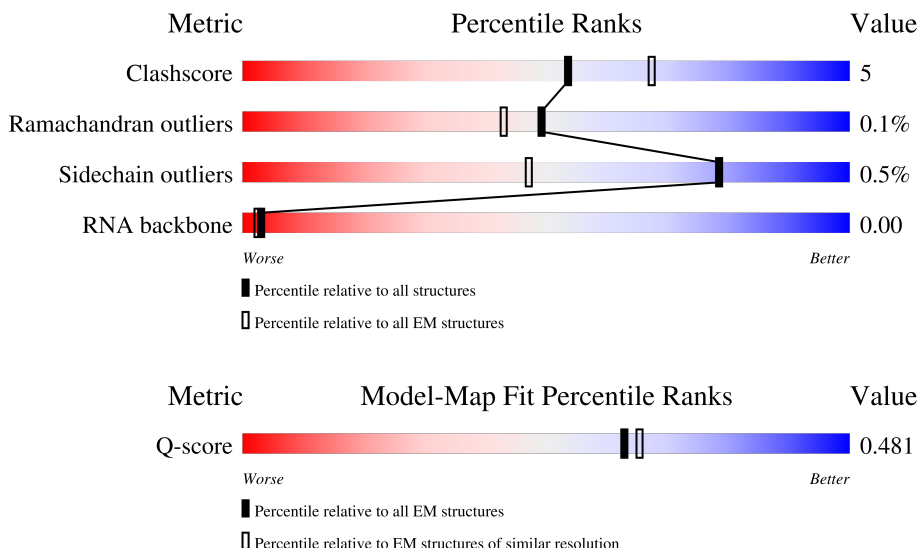 Metric Percentile Ranks Value
Clashscore 5
Ramachandran outliers 0.1%
Sidechain outliers 0.5%
RNA backbone 0.00
Worse Better
Percentile relative to all structures
Percentile relative to all EM structures
Metric Model-Map Fit Percentile Ranks Value
Q-score 0.481
Worse Better
Percentile relative to all EM structures
Percentile relative to EM structures of similar resolution